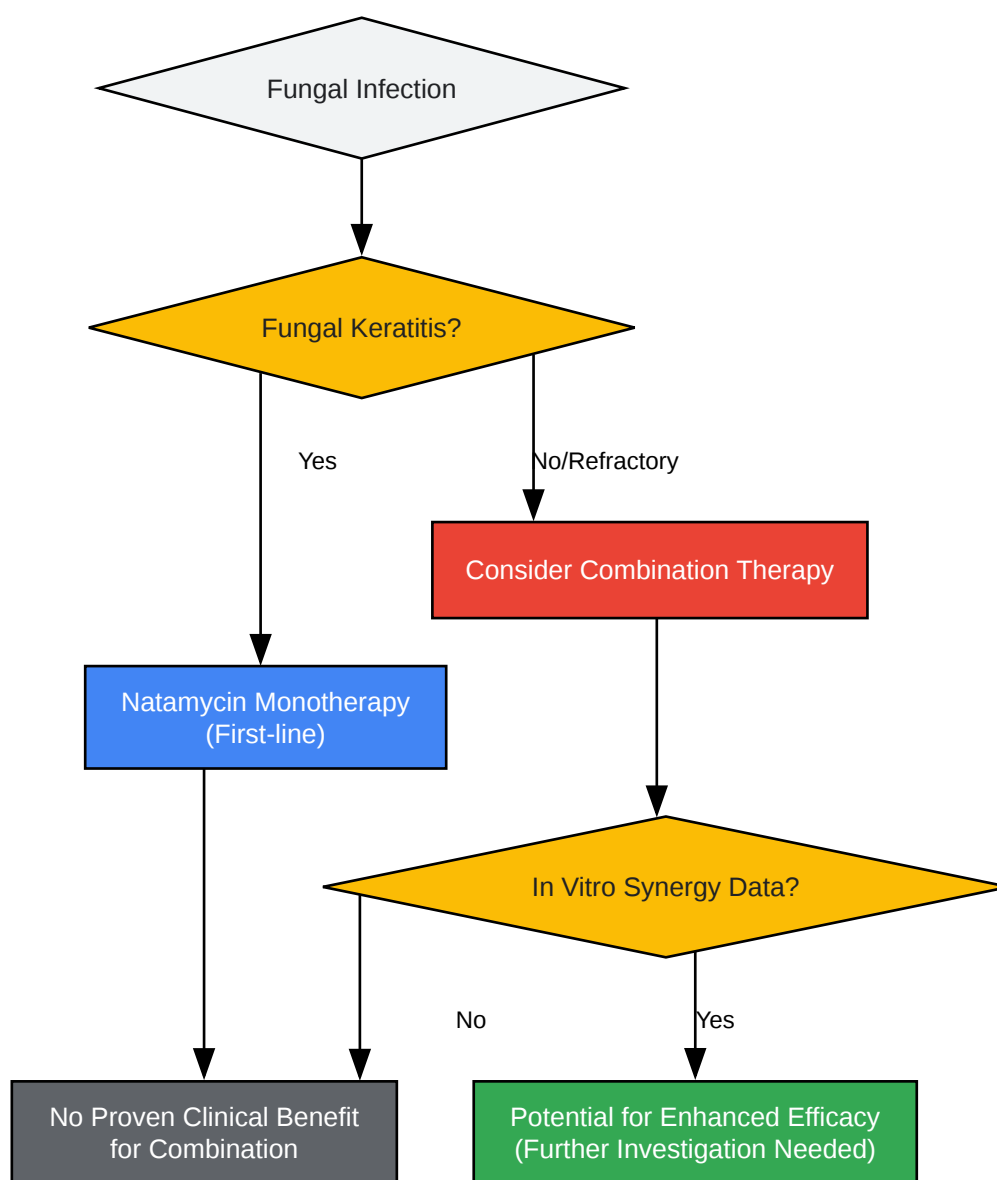 Fungal Infection
Fungal Keratitis?
Yes
No/Refractory
Consider Combination Therapy
Natamycin Monotherapy
(First-line)
In Vitro Synergy Data?
No
Yes
No Proven Clinical Benefit
for Combination
Potential for Enhanced Efficacy
(Further Investigation Needed)